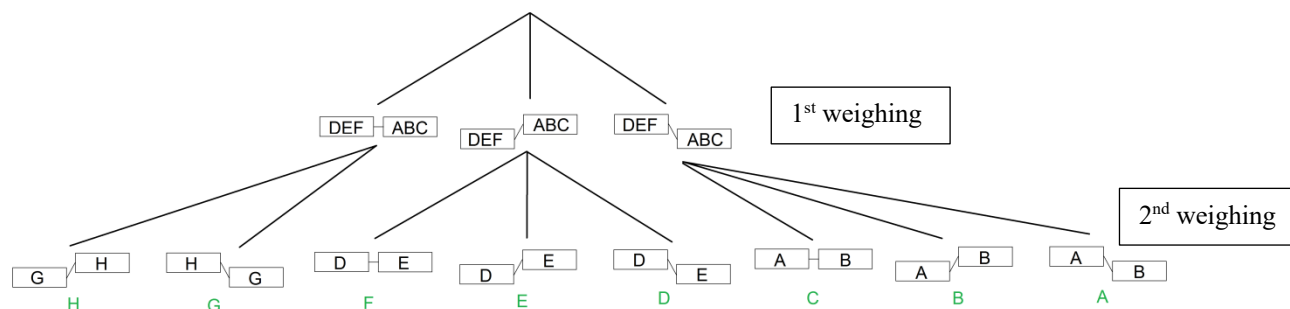 DEF ABC
DEF ABC
DEF ABC
1st weighing
G H
H G
D E
D E
D E
A B
A B
A B
2nd weighing
H
G
F
E
D
C
B
A